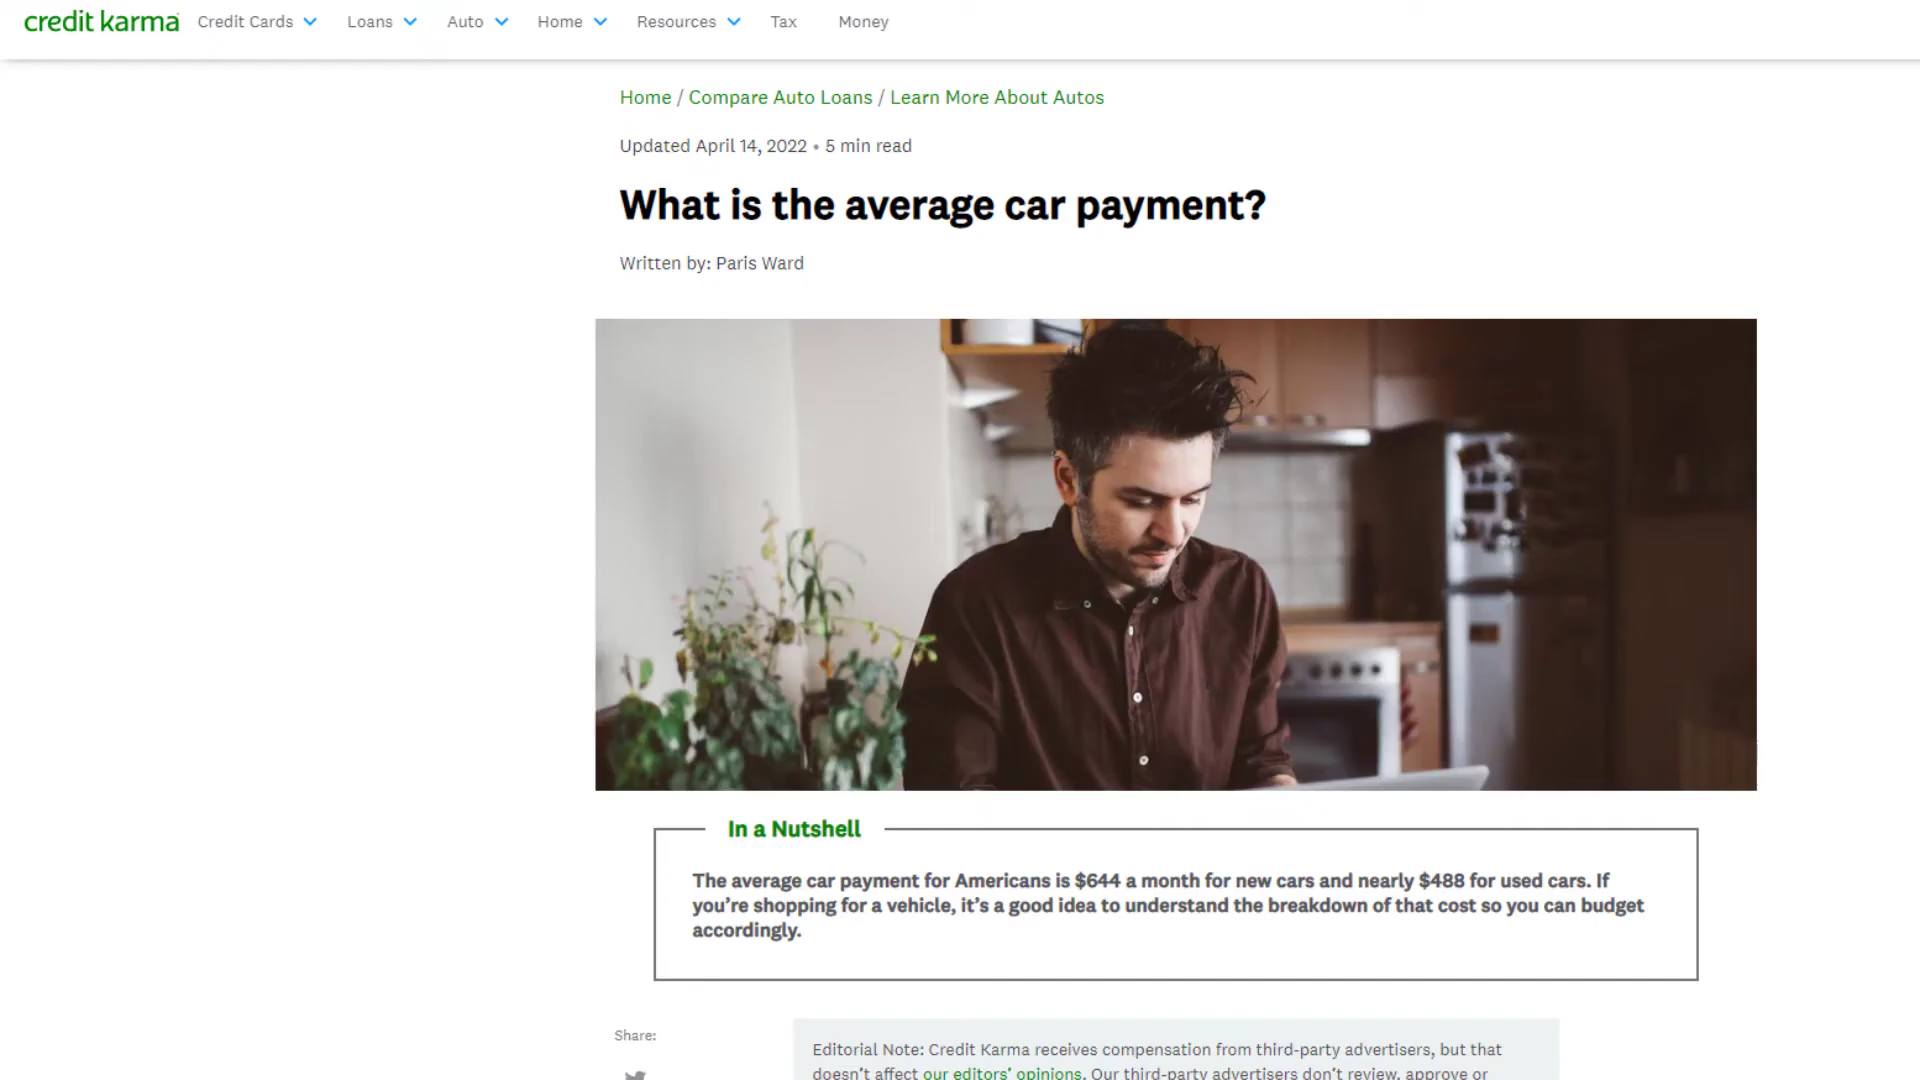 credit karma
Credit Cards
Loans
Auto
Home
Resources
Tax
Money
Home / Compare Auto Loans / Learn More About Autos
Updated April 14, 2022 • 5 min read
What is the average car payment?
Written by: Paris Ward
In a Nutshell
The average car payment for Americans is $644 a month for new cars and nearly $488 for used cars. If
you’re shopping for a vehicle, it’s a good idea to understand the breakdown of that cost so you can budget
accordingly.
Share:
Editorial Note: Credit Karma receives compensation from third-party advertisers, but that
doesn’t affect our editors’ opinions. Our third-party advertisers don’t review, approve or